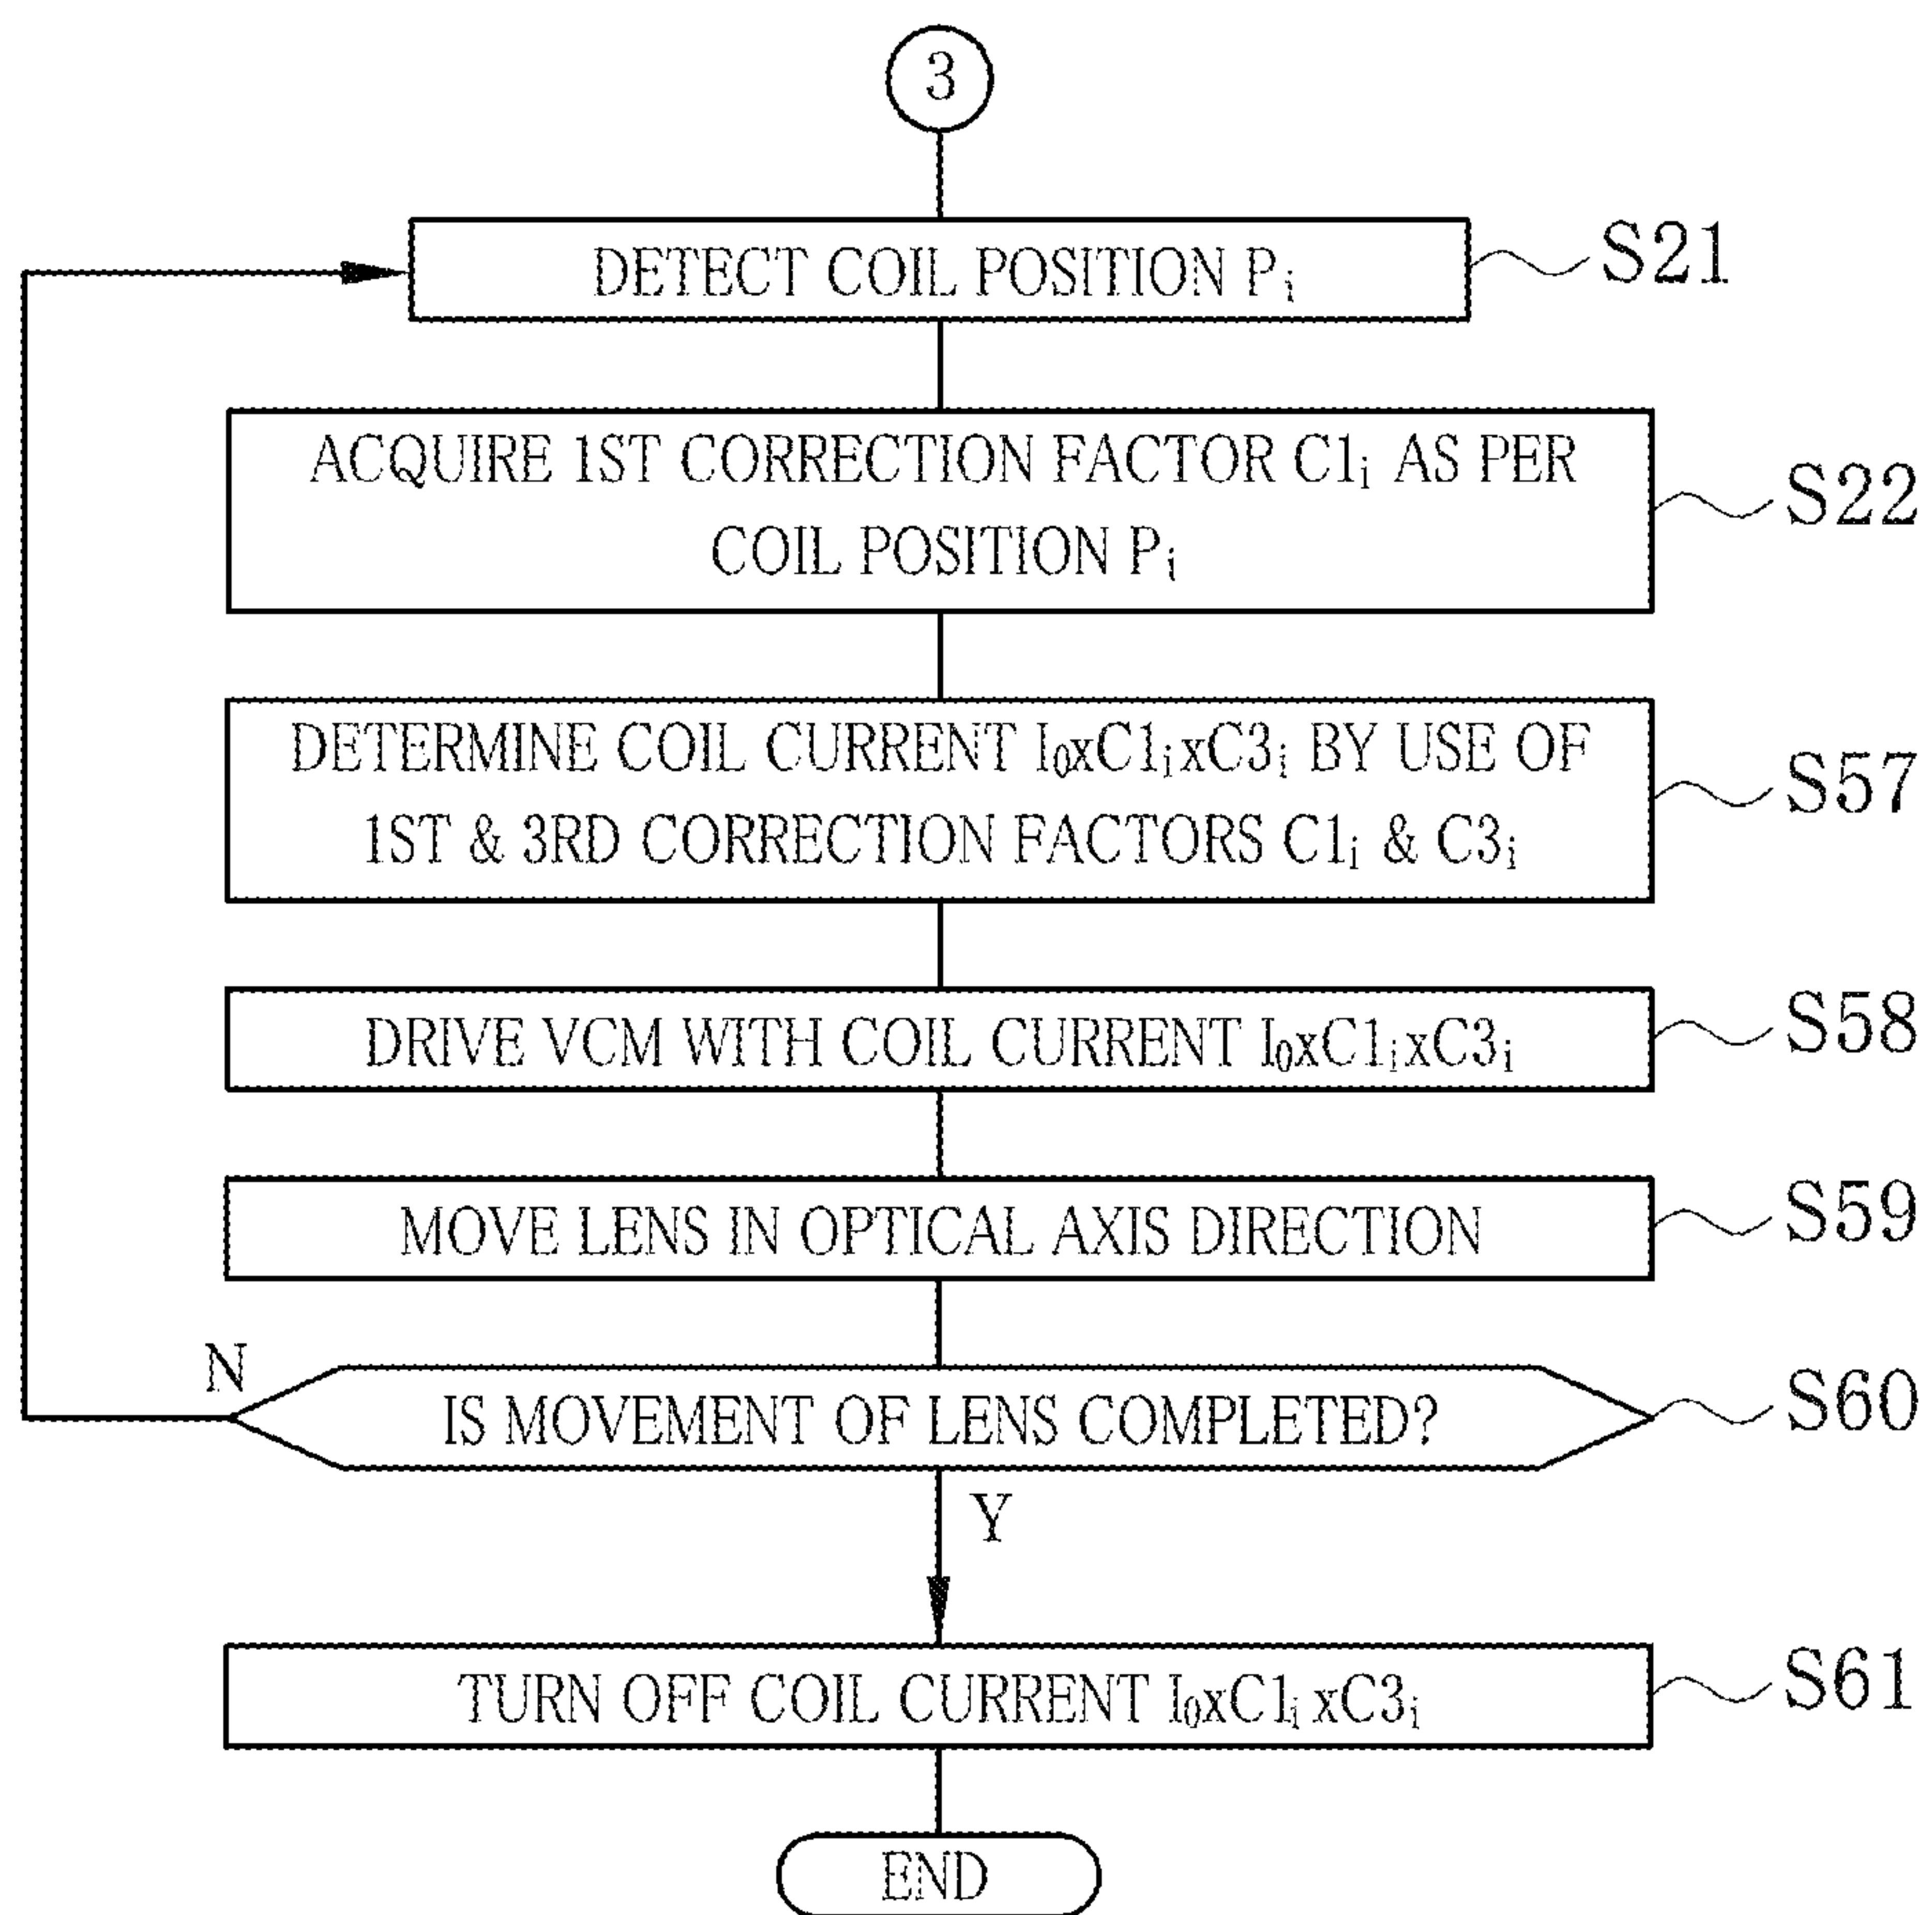 3
DETECT COIL POSITION Pᵢ
S21
ACQUIRE 1ST CORRECTION FACTOR C1ᵢ AS PER
COIL POSITION Pᵢ
S22
DETERMINE COIL CURRENT I₀xC1ᵢxC3ᵢ BY USE OF
1ST & 3RD CORRECTION FACTORS C1ᵢ & C3ᵢ
S57
DRIVE VCM WITH COIL CURRENT I₀xC1ᵢxC3ᵢ
S58
MOVE LENS IN OPTICAL AXIS DIRECTION
S59
N
IS MOVEMENT OF LENS COMPLETED?
S60
Y
TURN OFF COIL CURRENT I₀xC1ᵢxC3ᵢ
S61
END